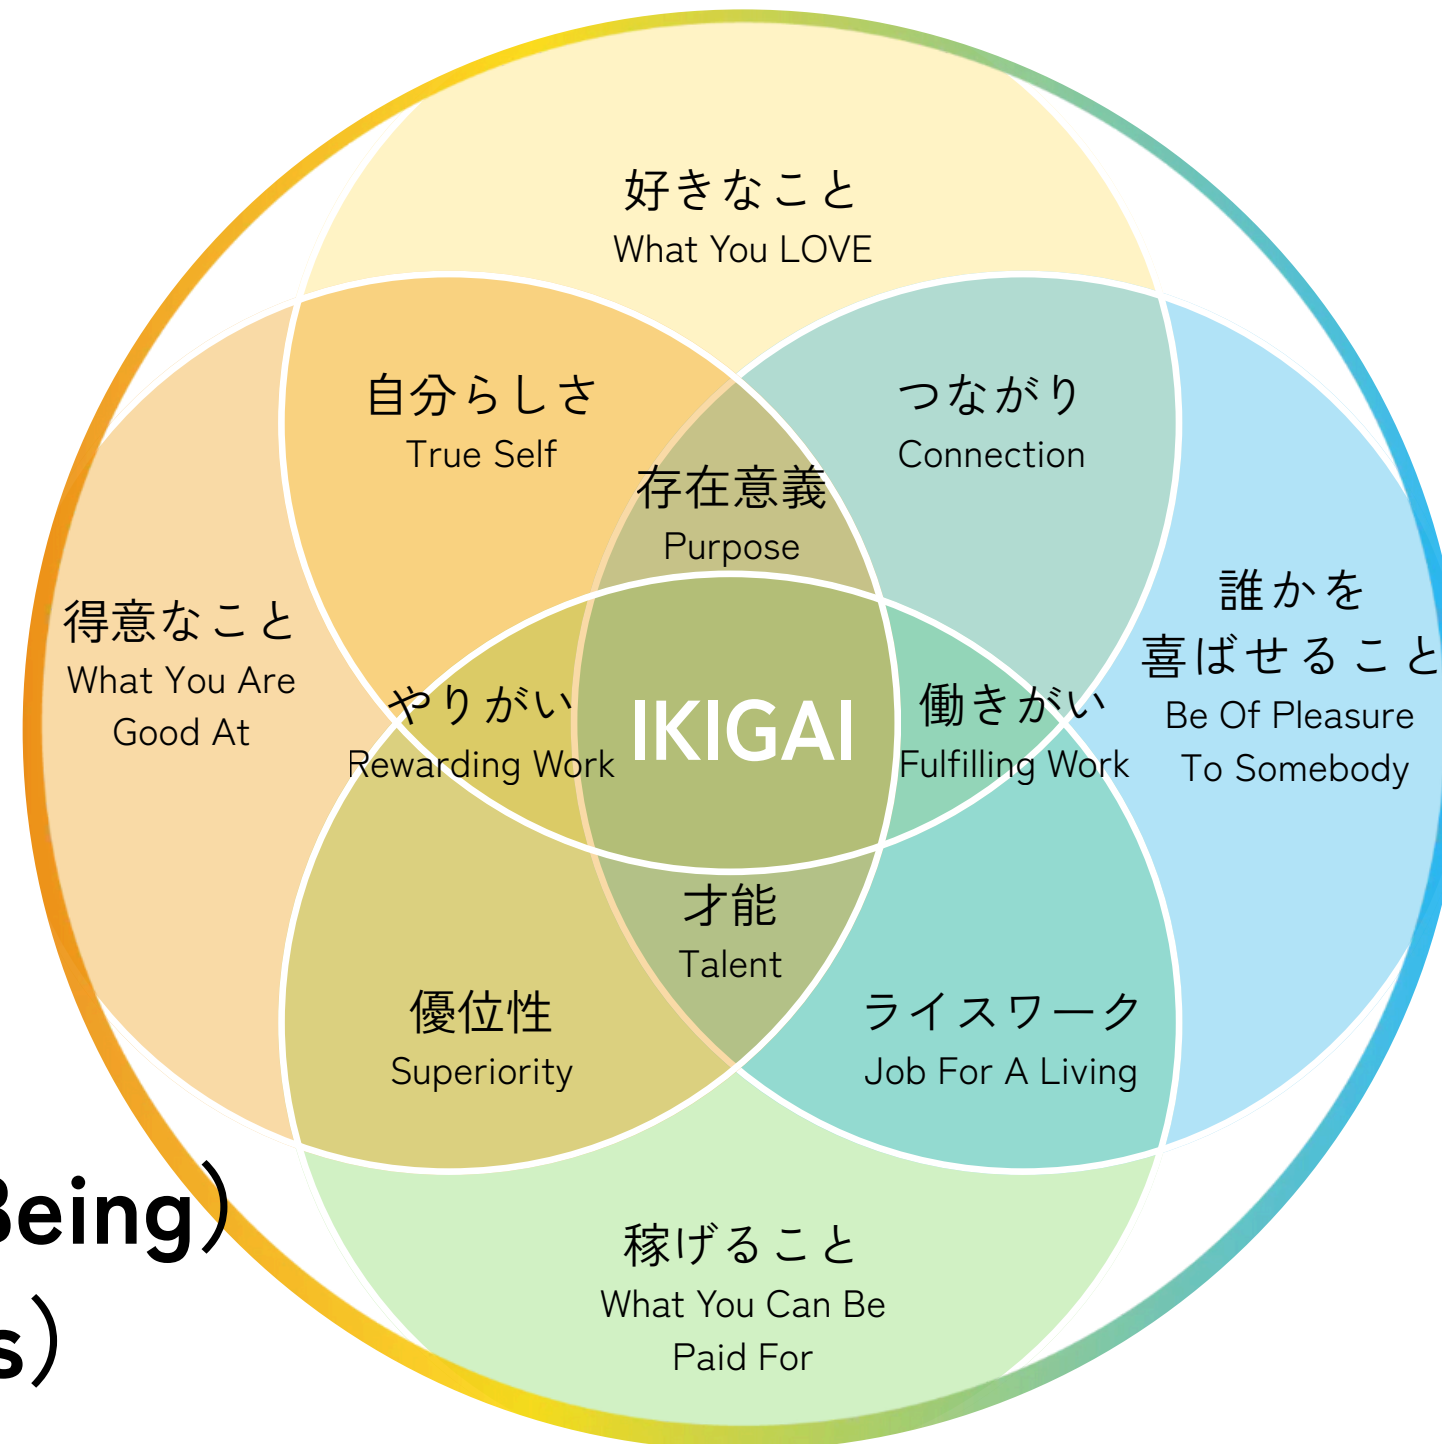 好きなこと
What You LOVE
自分らしさ
True Self
つながり
Connection
存在意義
Purpose
得意なこと
What You Are
Good At
誰かを
喜ばせること
Be Of Pleasure
To Somebody
やりがい
Rewarding Work
IKIGAI
働きがい
Fulfilling Work
才能
Talent
優位性
Superiority
ライスワーク
Job For A Living
Being）
s）
稼げること
What You Can Be
Paid For